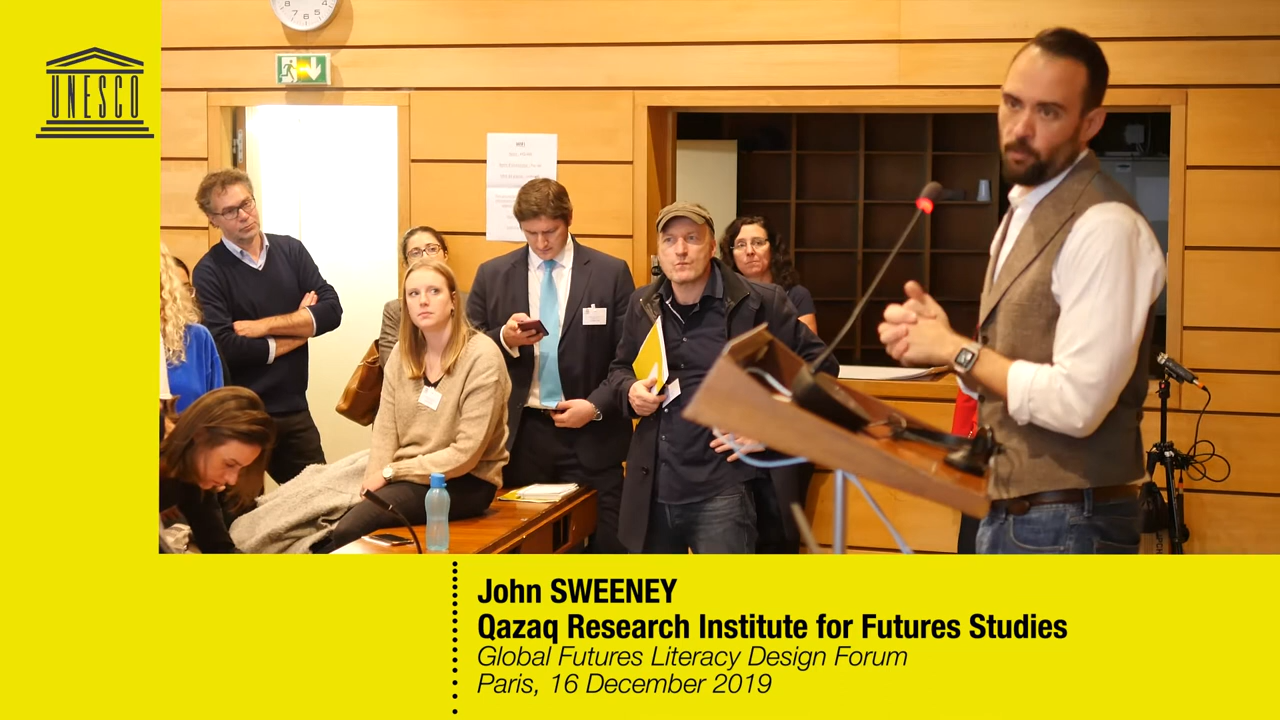 UNESCO
John SWEENEY
Qazaq Research Institute for Futures Studies
Global Futures Literacy Design Forum
Paris, 16 December 2019